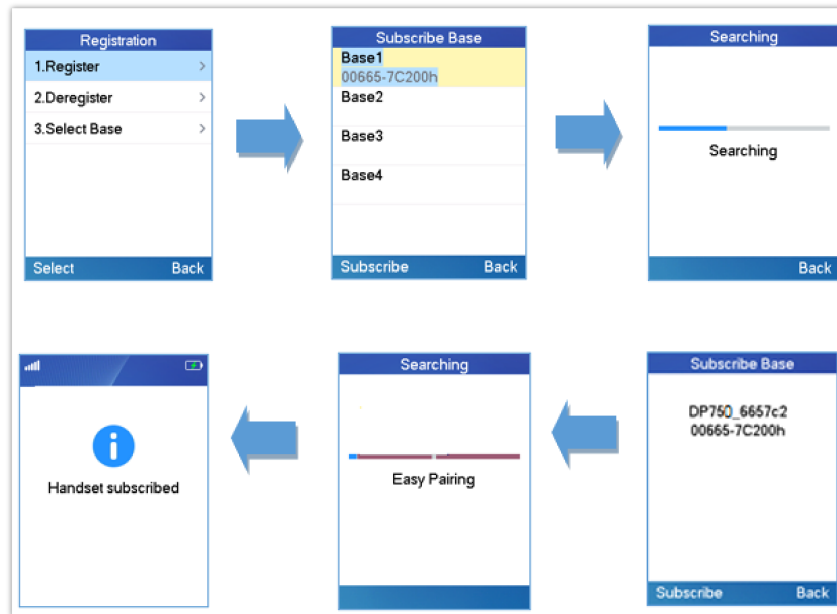 Registration
1.Register
2.Deregister
3.Select Base
Select Back
Subscribe Base
Base1
00665-7C200h
Base2
Base3
Base4
Subscribe Back
Searching
Searching
Back
Subscribe Base
DP750_6657c2
00665-7C200h
Subscribe Back
Searching
Easy Pairing
Handset subscribed